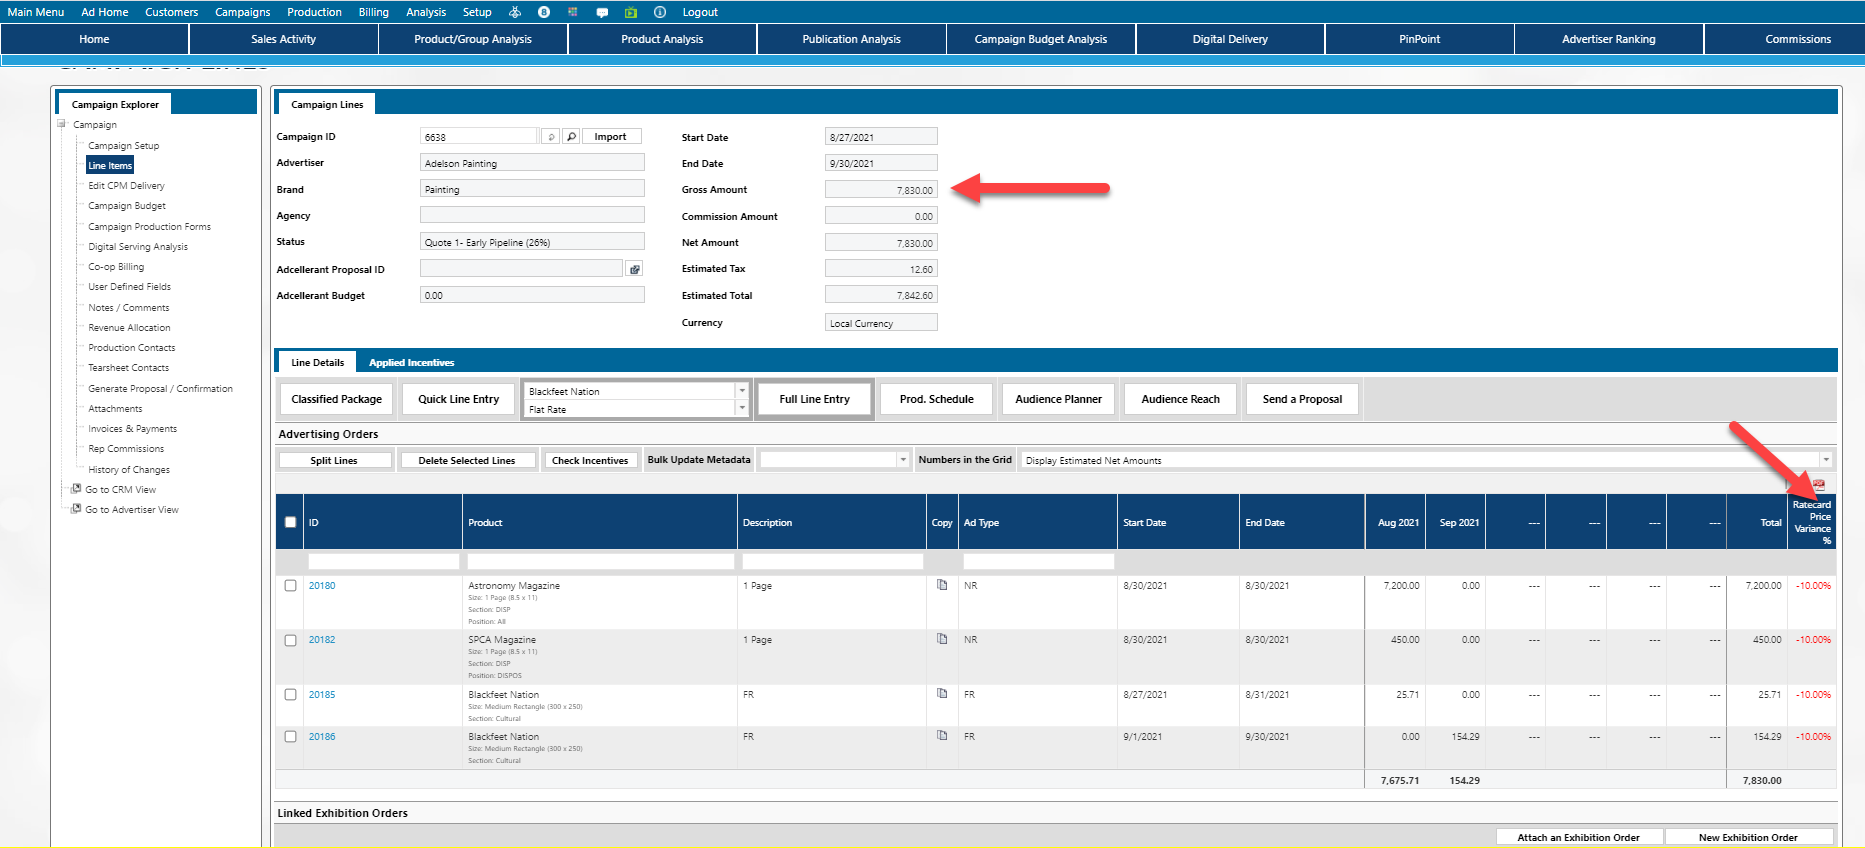 Main Menu Ad Home Customers Campaigns Production Billing Analysis Setup Logout
Home Sales Activity Product/Group Analysis Product Analysis Publication Analysis Campaign Budget Analysis Digital Delivery PinPoint Advertiser Ranking Commissions
Campaign Explorer
Campaign
Campaign Setup
Line Items
Edit CPM Delivery
Campaign Budget
Campaign Production Forms
Digital Serving Analysis
Co-op Billing
User Defined Fields
Notes / Comments
Revenue Allocation
Production Contacts
Tearsheet Contacts
Generate Proposal / Confirmation
Attachments
Invoices & Payments
Rep Commissions
History of Changes
Go to CRM View
Go to Advertiser View
Campaign Lines
Campaign ID 6638 Import
Advertiser Adelson Painting
Brand Painting
Agency
Status Quote 1- Early Pipeline (26%)
Adcellerant Proposal ID
Adcellerant Budget 0.00
Start Date 8/27/2021
End Date 9/30/2021
Gross Amount 7,830.00
Commission Amount 0.00
Net Amount 7,830.00
Estimated Tax 12.60
Estimated Total 7,842.60
Currency Local Currency
Line Details Applied Incentives
Classified Package Quick Line Entry Blackfeet Nation Full Line Entry Prod. Schedule Audience Planner Audience Reach Send a Proposal
Flat Rate
Advertising Orders
Split Lines Delete Selected Lines Check Incentives Bulk Update Metadata Numbers in the Grid Display Estimated Net Amounts
ID Product Description Copy Ad Type Start Date End Date Aug 2021 Sep 2021 --- --- --- --- Total Ratecard
Price
Variance
%
20180 Astronomy Magazine 1 Page NR 8/30/2021 8/30/2021 7,200.00 0.00 --- --- --- --- 7,200.00 -10.00%
Size: 1 Page (8.5 x 11)
Section: DISP
Position: All
20182 SPCA Magazine 1 Page NR 8/30/2021 8/30/2021 450.00 0.00 --- --- --- --- 450.00 -10.00%
Size: 1 Page (8.5 x 11)
Section: DISP
Position: DISPOS
20185 Blackfeet Nation FR FR 8/27/2021 8/31/2021 25.71 0.00 --- --- --- --- 25.71 -10.00%
Size: Medium Rectangle (300 x 250)
Section: Cultural
20186 Blackfeet Nation FR FR 9/1/2021 9/30/2021 0.00 154.29 --- --- --- --- 154.29 -10.00%
Size: Medium Rectangle (300 x 250)
Section: Cultural
7,675.71 154.29 7,830.00
Linked Exhibition Orders
Attach an Exhibition Order New Exhibition Order